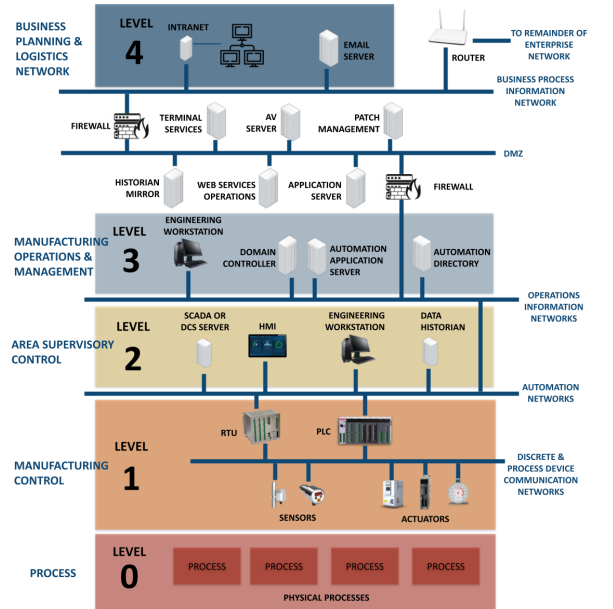 BUSINESS
PLANNING &
LOGISTICS
NETWORK
LEVEL
4
INTRANET
EMAIL
SERVER
ROUTER
TO REMAINDER OF
ENTERPRISE
NETWORK
BUSINESS PROCESS
INFORMATION
NETWORK
FIREWALL
TERMINAL
SERVICES
AV
SERVER
PATCH
MANAGEMENT
DMZ
HISTORIAN
MIRROR
WEB SERVICES
OPERATIONS
APPLICATION
SERVER
FIREWALL
MANUFACTURING
OPERATIONS &
MANAGEMENT
LEVEL
3
ENGINEERING
WORKSTATION
DOMAIN
CONTROLLER
AUTOMATION
APPLICATION
SERVER
AUTOMATION
DIRECTORY
OPERATIONS
INFORMATION
NETWORKS
AREA SUPERVISORY
CONTROL
LEVEL
2
SCADA OR
DCS SERVER
HMI
ENGINEERING
WORKSTATION
DATA
HISTORIAN
AUTOMATION
NETWORKS
MANUFACTURING
CONTROL
LEVEL
1
RTU
PLC
DISCRETE &
PROCESS DEVICE
COMMUNICATION
NETWORKS
SENSORS
ACTUATORS
PROCESS
LEVEL
0
PROCESS
PROCESS
PROCESS
PROCESS
PHYSICAL PROCESSES